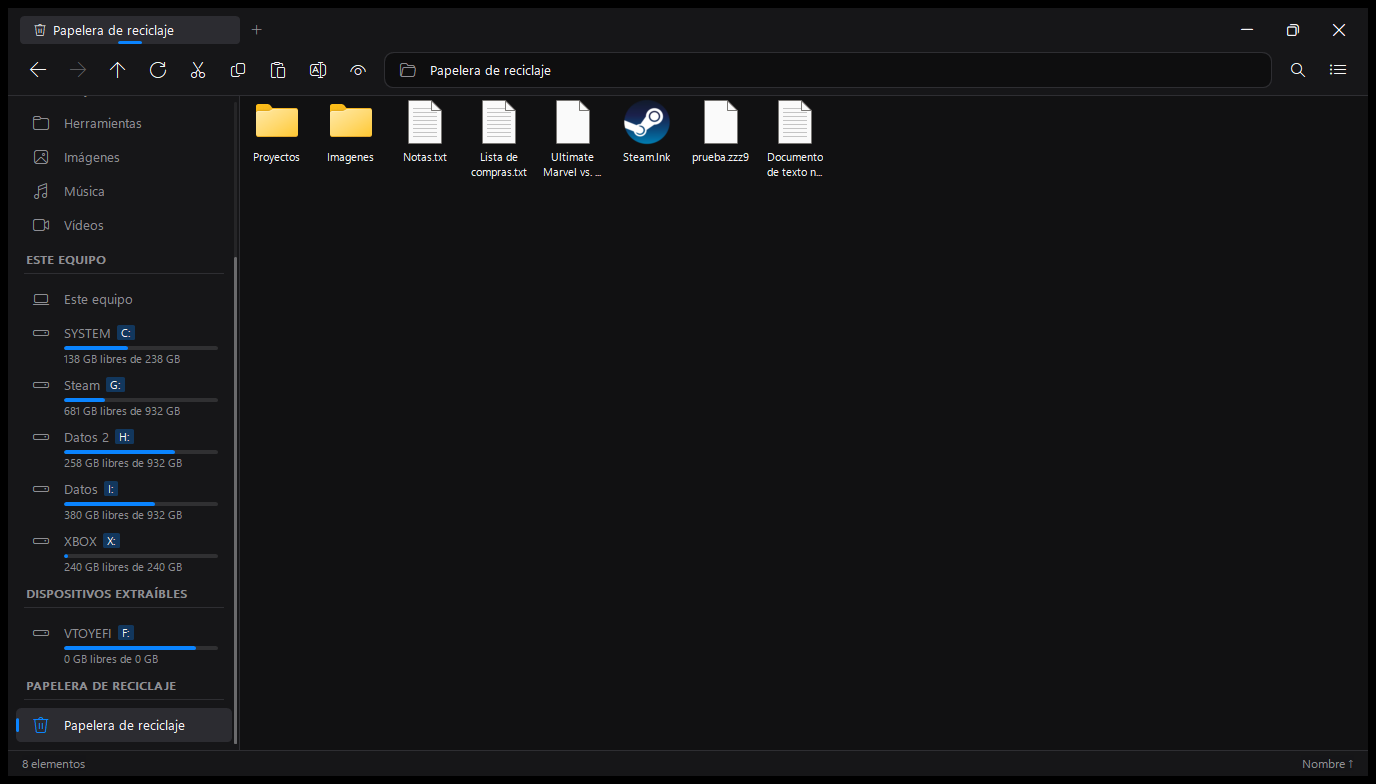 Papelera de reciclaje
Papelera de reciclaje
Herramientas
Imágenes
Música
Vídeos
ESTE EQUIPO
Este equipo
SYSTEM C:
138 GB libres de 238 GB
Steam G:
681 GB libres de 932 GB
Datos 2 H:
258 GB libres de 932 GB
Datos I:
380 GB libres de 932 GB
XBOX X:
240 GB libres de 240 GB
DISPOSITIVOS EXTRAÍBLES
VTOYEFI F:
0 GB libres de 0 GB
PAPELERA DE RECICLAJE
Papelera de reciclaje
Proyectos
Imagenes
Notas.txt
Lista de
compras.txt
Ultimate
Marvel vs. ...
Steam.lnk
prueba.zzz9
Documento
de texto n...
8 elementos
Nombre ↑